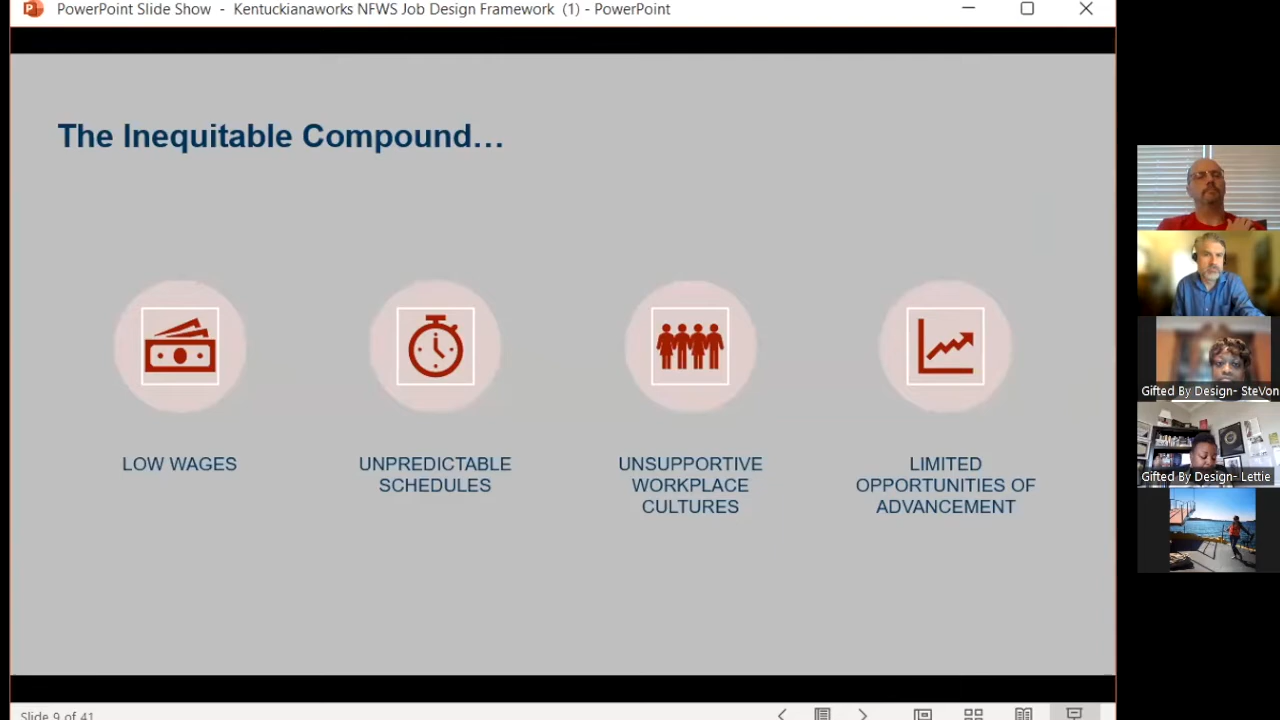 PowerPoint Slide Show - Kentuckianaworks NFWS Job Design Framework (1) - PowerPoint
The Inequitable Compound...
LOW WAGES
UNPREDICTABLE
SCHEDULES
UNSUPPORTIVE
WORKPLACE
CULTURES
LIMITED
OPPORTUNITIES OF
ADVANCEMENT
Gifted By Design- SteVon
Gifted By Design- Lettie
Slide 9 of 41